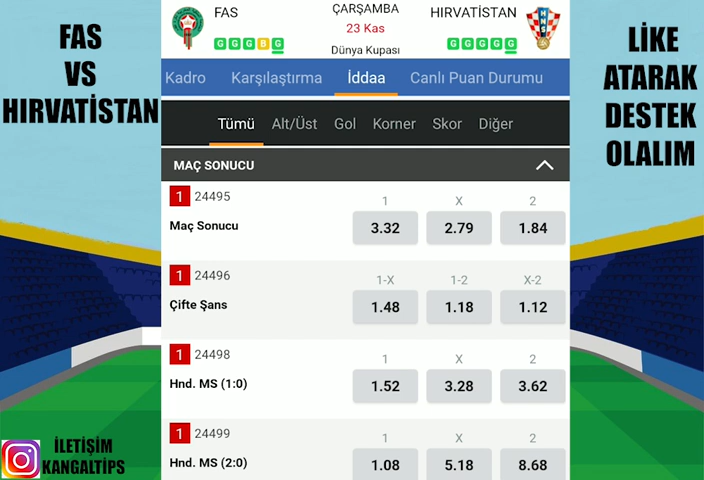 FAS
VS
HIRVATİSTAN
FAS
G G G B G
ÇARŞAMBA
23 Kas
Dünya Kupası
HIRVATİSTAN
G G G G G
LİKE
ATARAK
DESTEK
OLALIM
Kadro Karşılaştırma İddaa Canlı Puan Durumu
Tümü Alt/Üst Gol Korner Skor Diğer
MAÇ SONUCU
1 24495
Maç Sonucu
1 X 2
3.32 2.79 1.84
1 24496
Çifte Şans
1-X 1-2 X-2
1.48 1.18 1.12
1 24498
Hnd. MS (1:0)
1 X 2
1.52 3.28 3.62
1 24499
Hnd. MS (2:0)
1 X 2
1.08 5.18 8.68
İLETİŞİM
KANGALTİPS